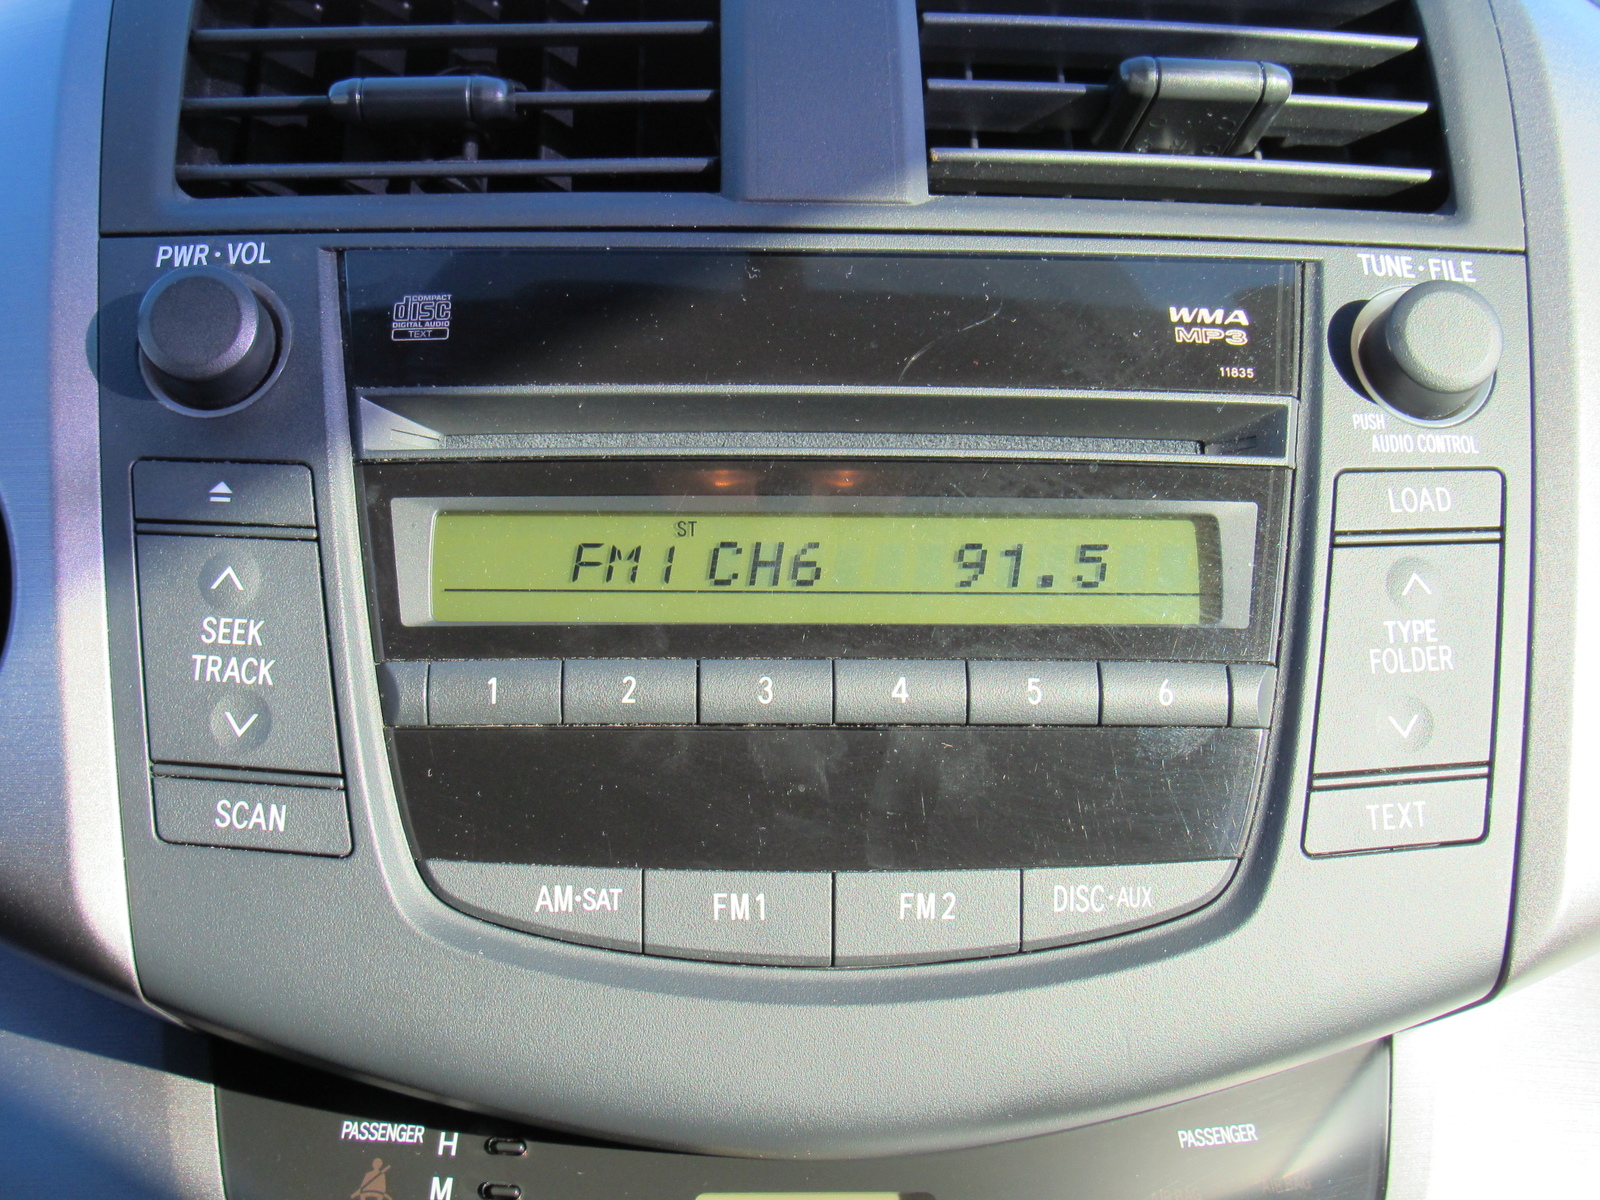 PWR·VOL
TUNE·FILE
COMPACT
disc
DIGITAL AUDIO
TEXT
WMA
MP3
11835
PUSH
AUDIO CONTROL
LOAD
ST
FM1 CH6 91.5
SEEK
TRACK
TYPE
FOLDER
1 2 3 4 5 6
SCAN
TEXT
AM·SAT FM1 FM2 DISC·AUX
PASSENGER H PASSENGER
M